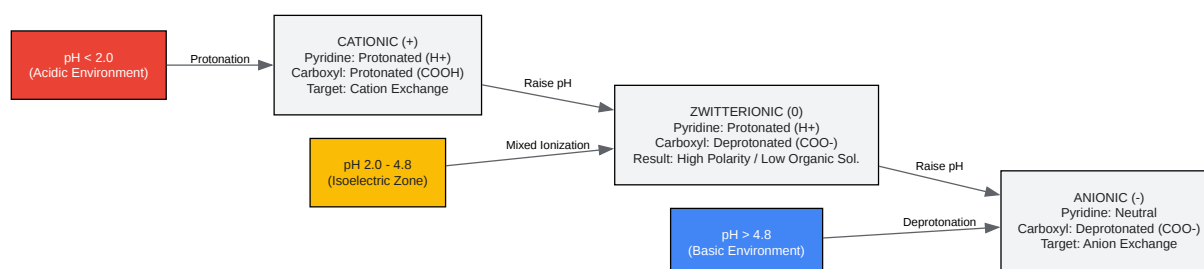 pH < 2.0
(Acidic Environment)
Protonation
CATIONIC (+)
Pyridine: Protonated (H+)
Carboxyl: Protonated (COOH)
Target: Cation Exchange
Raise pH
pH 2.0 - 4.8
(Isoelectric Zone)
Mixed Ionization
ZWITTERIONIC (0)
Pyridine: Protonated (H+)
Carboxyl: Deprotonated (COO-)
Result: High Polarity / Low Organic Sol.
Raise pH
pH > 4.8
(Basic Environment)
Deprotonation
ANIONIC (-)
Pyridine: Neutral
Carboxyl: Deprotonated (COO-)
Target: Anion Exchange